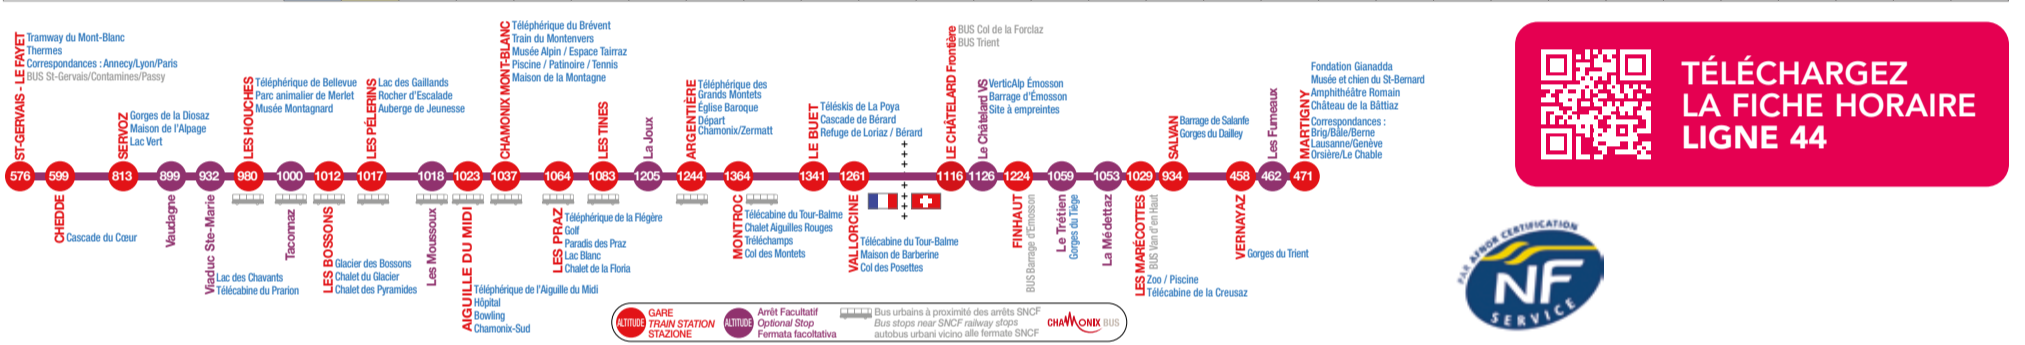 ST-GERVAIS - LE FAYET
Tramway du Mont-Blanc
Thermes
Correspondances : Annecy/Lyon/Paris
BUS St-Gervais/Contamines/Passy
576
599
CHEDDE
Cascade du Cœur
SERVOZ
Gorges de la Diosaz
Maison de l'Alpage
Lac Vert
813
899
Vaudagne
932
Viaduc Ste-Marie
Lac des Chavants
Télécabine du Prarion
LES HOUCHES
Téléphérique de Bellevue
Parc animalier de Merlet
Musée Montagnard
980
1000
Taconnaz
1012
LES BOSSONS
Glacier des Bossons
Chalet du Glacier
Chalet des Pyramides
LES PÉLERINS
Lac des Gaillands
Rocher d'Escalade
Auberge de Jeunesse
1017
1018
Les Moussoux
1023
AIGUILLE DU MIDI
Téléphérique de l'Aiguille du Midi
Hôpital
Bowling
Chamonix-Sud
CHAMONIX MONT-BLANC
Téléphérique du Brévent
Train du Montenvers
Musée Alpin / Espace Tairraz
Piscine / Patinoire / Tennis
Maison de la Montagne
1037
1064
LES PRAZ
Téléphérique de la Flégère
Golf
Paradis des Praz
Lac Blanc
Chalet de la Floria
LES TINES
1083
La Joux
1205
ARGENTIÈRE
Téléphérique des
Grands Montets
Église Baroque
Départ
Chamonix/Zermatt
1244
1364
MONTROC
Télécabine du Tour-Balme
Chalet Aiguilles Rouges
Tréléchamps
Col des Montets
LE BUET
Téléskis de La Poya
Cascade de Bérard
Refuge de Loriaz / Bérard
1341
1261
VALLORCINE
Télécabine du Tour-Balme
Maison de Barberine
Col des Posettes
LE CHÂTELARD Frontière
BUS Col de la Forclaz
BUS Trient
1116
Le Châtelard VS
VerticAlp Émosson
Barrage d'Émosson
Site à empreintes
1126
1224
FINHAUT
BUS Barrage d'Emosson
1059
Le Trétien
Gorges du Triège
1053
La Médettaz
1029
LES MARÉCOTTES
BUS Van d'en Haut
Zoo / Piscine
Télécabine de la Creusaz
SALVAN
Barrage de Salanfe
Gorges du Dailley
934
458
VERNAYAZ
Gorges du Trient
Les Fumeaux
462
MARTIGNY
Fondation Gianadda
Musée et chien du St-Bernard
Amphithéâtre Romain
Château de la Bâttiaz
Correspondances :
Brig/Bâle/Berne
Lausanne/Genève
Orsière/Le Chable
471
ALTITUDE
GARE
TRAIN STATION
STAZIONE
ALTITUDE
Arrêt Facultatif
Optional Stop
Fermata facoltativa
Bus urbains à proximité des arrêts SNCF
Bus stops near SNCF railway stops
autobus urbani vicino alle fermate SNCF
CHAMONIX BUS
TÉLÉCHARGEZ
LA FICHE HORAIRE
LIGNE 44
PAR AFNOR CERTIFICATION
NF
SERVICE